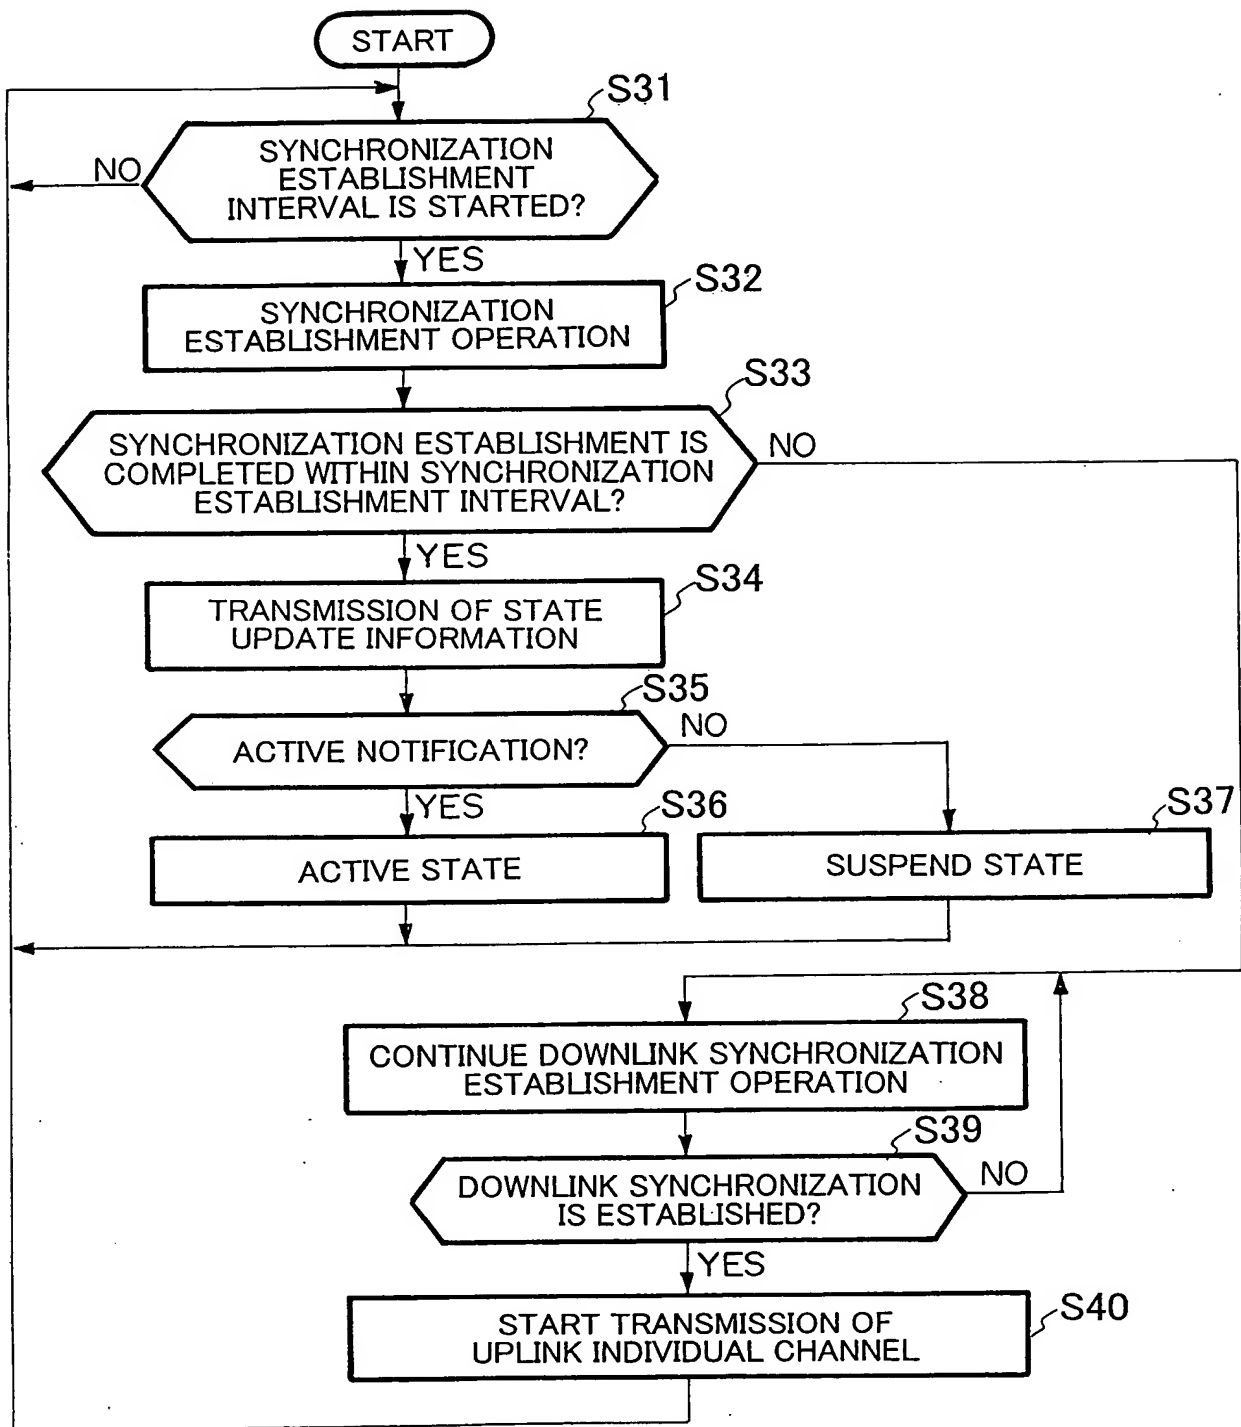 START
S31
SYNCHRONIZATION
ESTABLISHMENT
INTERVAL IS STARTED?
NO
YES
S32
SYNCHRONIZATION
ESTABLISHMENT OPERATION
S33
SYNCHRONIZATION ESTABLISHMENT IS
COMPLETED WITHIN SYNCHRONIZATION
ESTABLISHMENT INTERVAL?
NO
YES
S34
TRANSMISSION OF STATE
UPDATE INFORMATION
S35
ACTIVE NOTIFICATION?
NO
YES
S36
ACTIVE STATE
S37
SUSPEND STATE
S38
CONTINUE DOWNLINK SYNCHRONIZATION
ESTABLISHMENT OPERATION
S39
DOWNLINK SYNCHRONIZATION
IS ESTABLISHED?
NO
YES
S40
START TRANSMISSION OF
UPLINK INDIVIDUAL CHANNEL